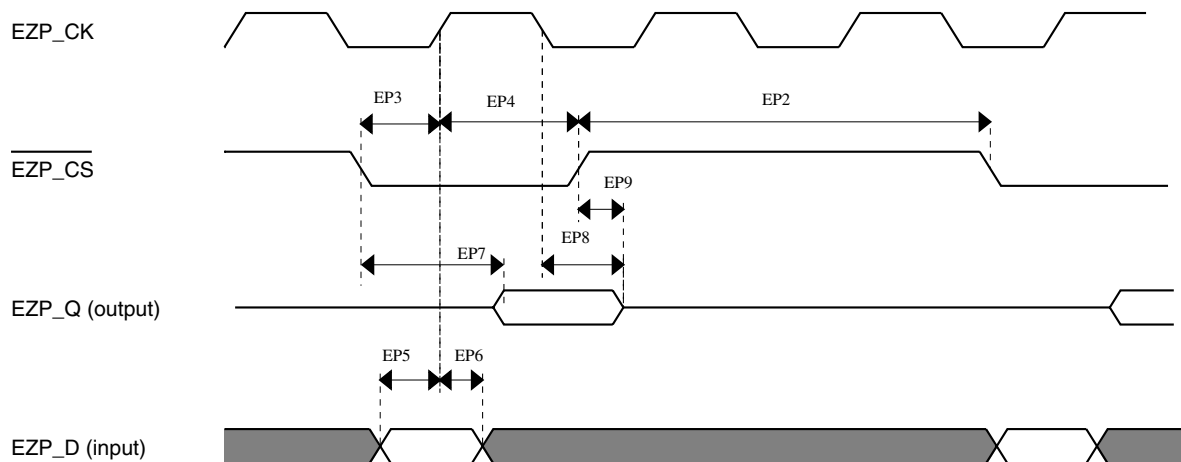 EZP_CK
EP3
EP4
EP2
EZP_CS
EP9
EP8
EP7
EZP_Q (output)
EP5
EP6
EZP_D (input)